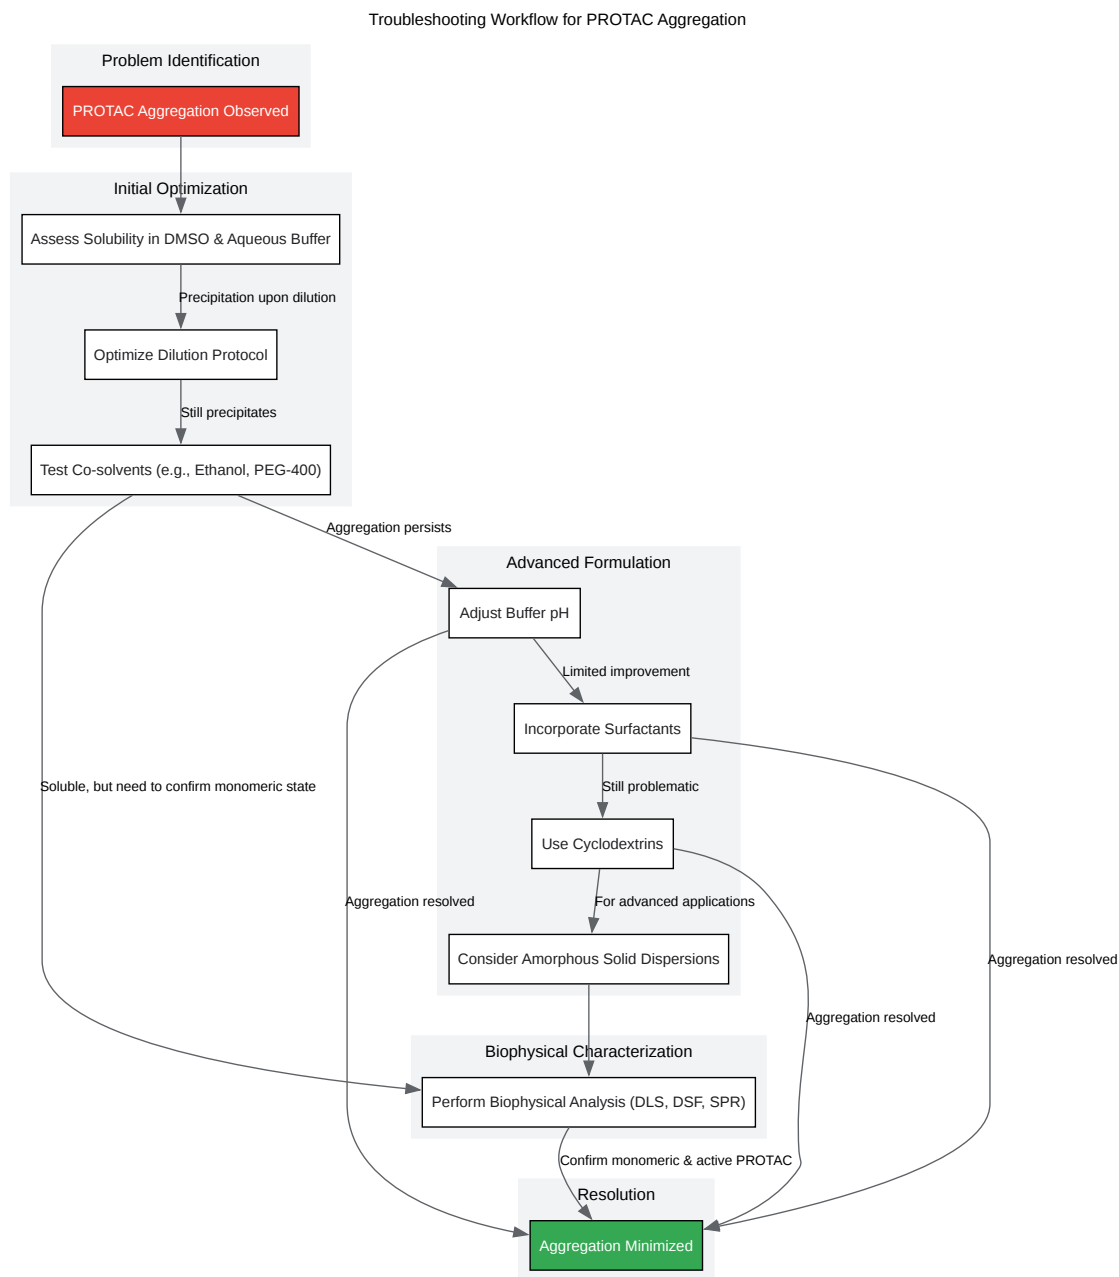 Troubleshooting Workflow for PROTAC Aggregation
Problem Identification
PROTAC Aggregation Observed
Initial Optimization
Assess Solubility in DMSO & Aqueous Buffer
Precipitation upon dilution
Optimize Dilution Protocol
Still precipitates
Test Co-solvents (e.g., Ethanol, PEG-400)
Aggregation persists
Advanced Formulation
Adjust Buffer pH
Limited improvement
Incorporate Surfactants
Soluble, but need to confirm monomeric state
Still problematic
Use Cyclodextrins
Aggregation resolved
For advanced applications
Consider Amorphous Solid Dispersions
Aggregation resolved
Aggregation resolved
Biophysical Characterization
Perform Biophysical Analysis (DLS, DSF, SPR)
Confirm monomeric & active PROTAC
Resolution
Aggregation Minimized